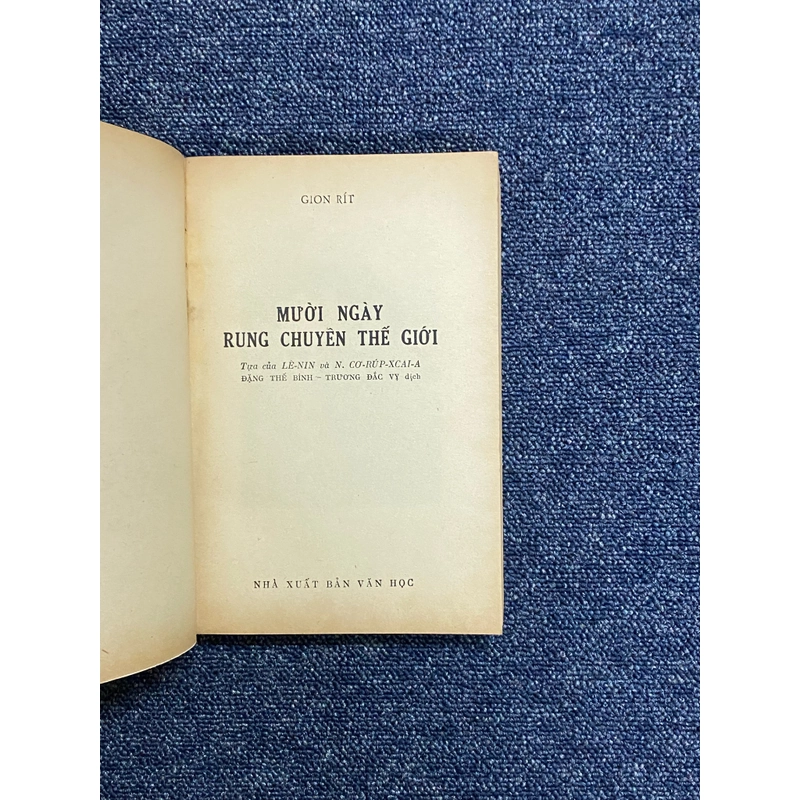 GION RÍT
MƯỜI NGÀY
RUNG CHUYỂN THẾ GIỚI
Tựa của LÊ-NIN và N. CƠ-RÚP-XCAI-A
ĐẶNG THẾ BÍNH – TRƯƠNG ĐẮC VỴ dịch
NHÀ XUẤT BẢN VĂN HỌC